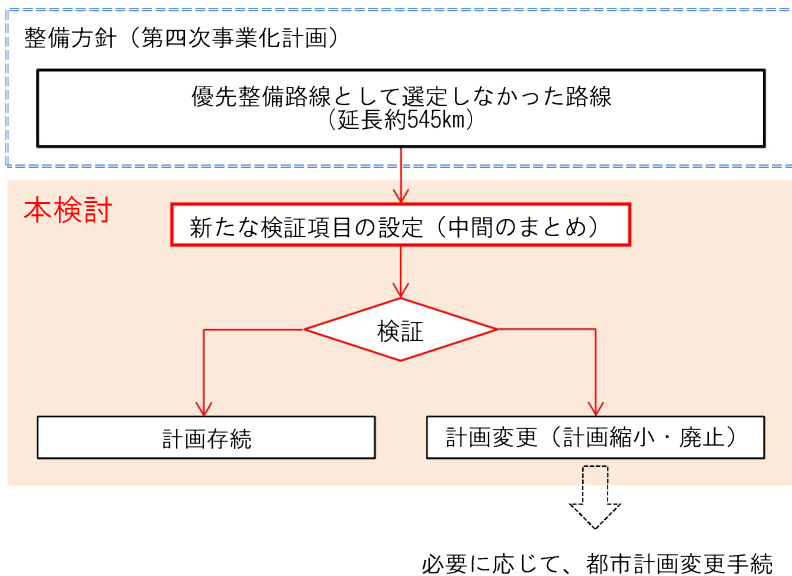 整備方針（第四次事業化計画）
優先整備路線として選定しなかった路線
（延長約545km）
本検討
新たな検証項目の設定（中間のまとめ）
検証
計画存続
計画変更（計画縮小・廃止）
必要に応じて、都市計画変更手続